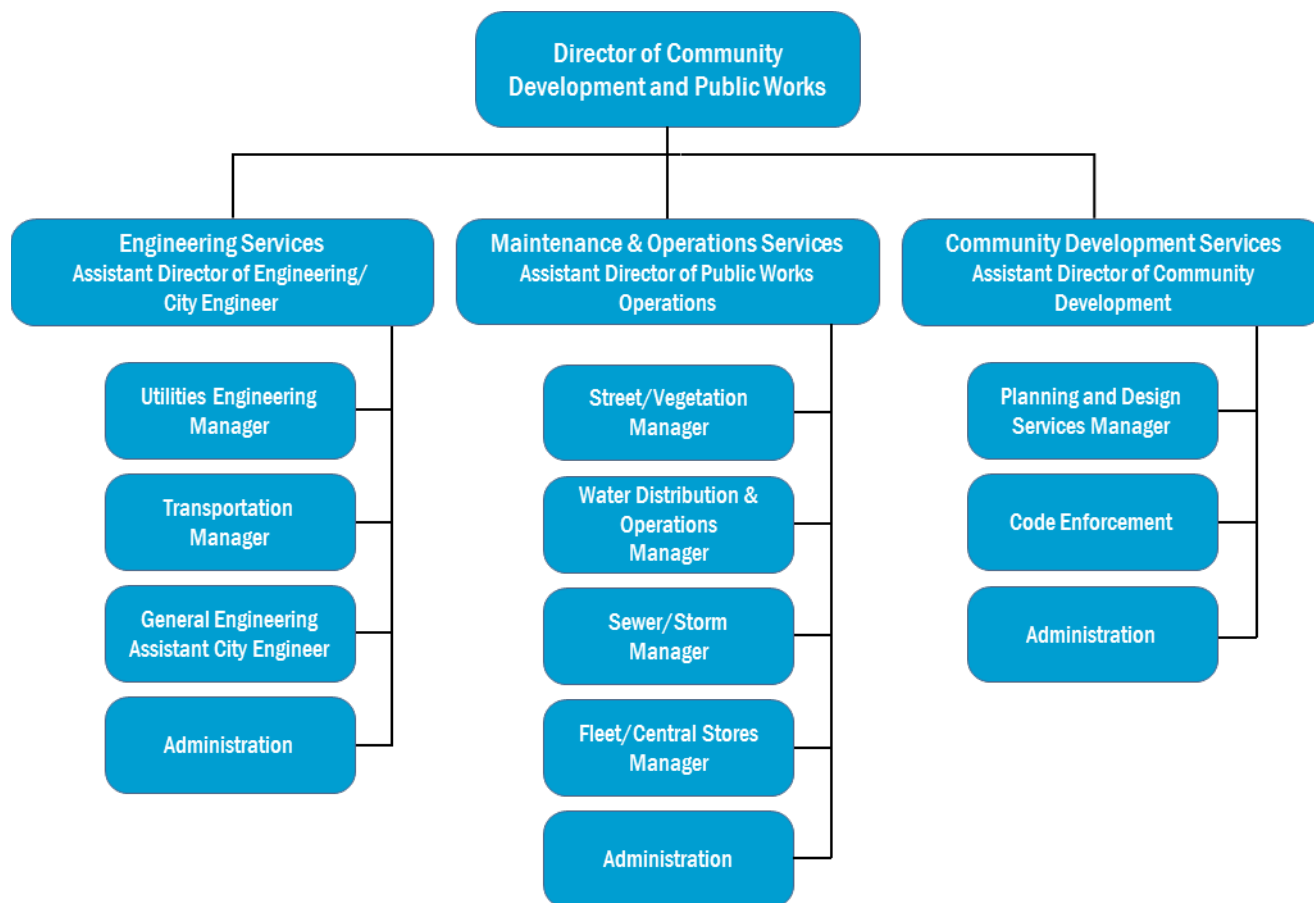 Director of Community
Development and Public Works
Engineering Services
Assistant Director of Engineering/
City Engineer
Maintenance & Operations Services
Assistant Director of Public Works
Operations
Community Development Services
Assistant Director of Community
Development
Utilities Engineering
Manager
Transportation
Manager
General Engineering
Assistant City Engineer
Administration
Street/Vegetation
Manager
Water Distribution &
Operations
Manager
Sewer/Storm
Manager
Fleet/Central Stores
Manager
Administration
Planning and Design
Services Manager
Code Enforcement
Administration